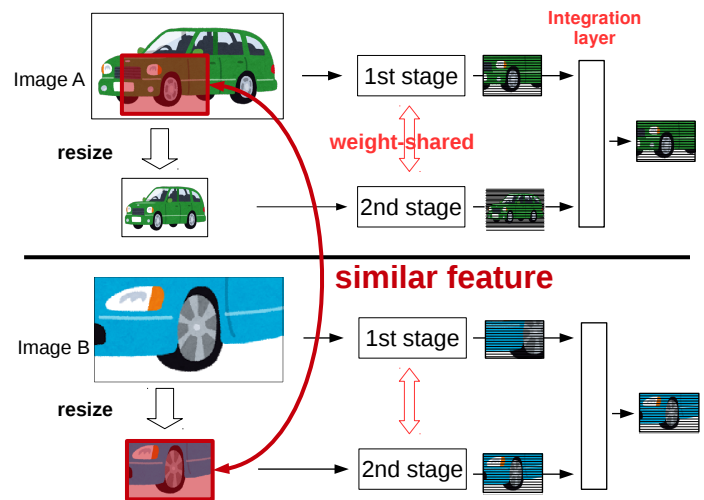 Integration
layer
Image A
1st stage
resize
weight-shared
2nd stage
similar feature
Image B
1st stage
resize
2nd stage